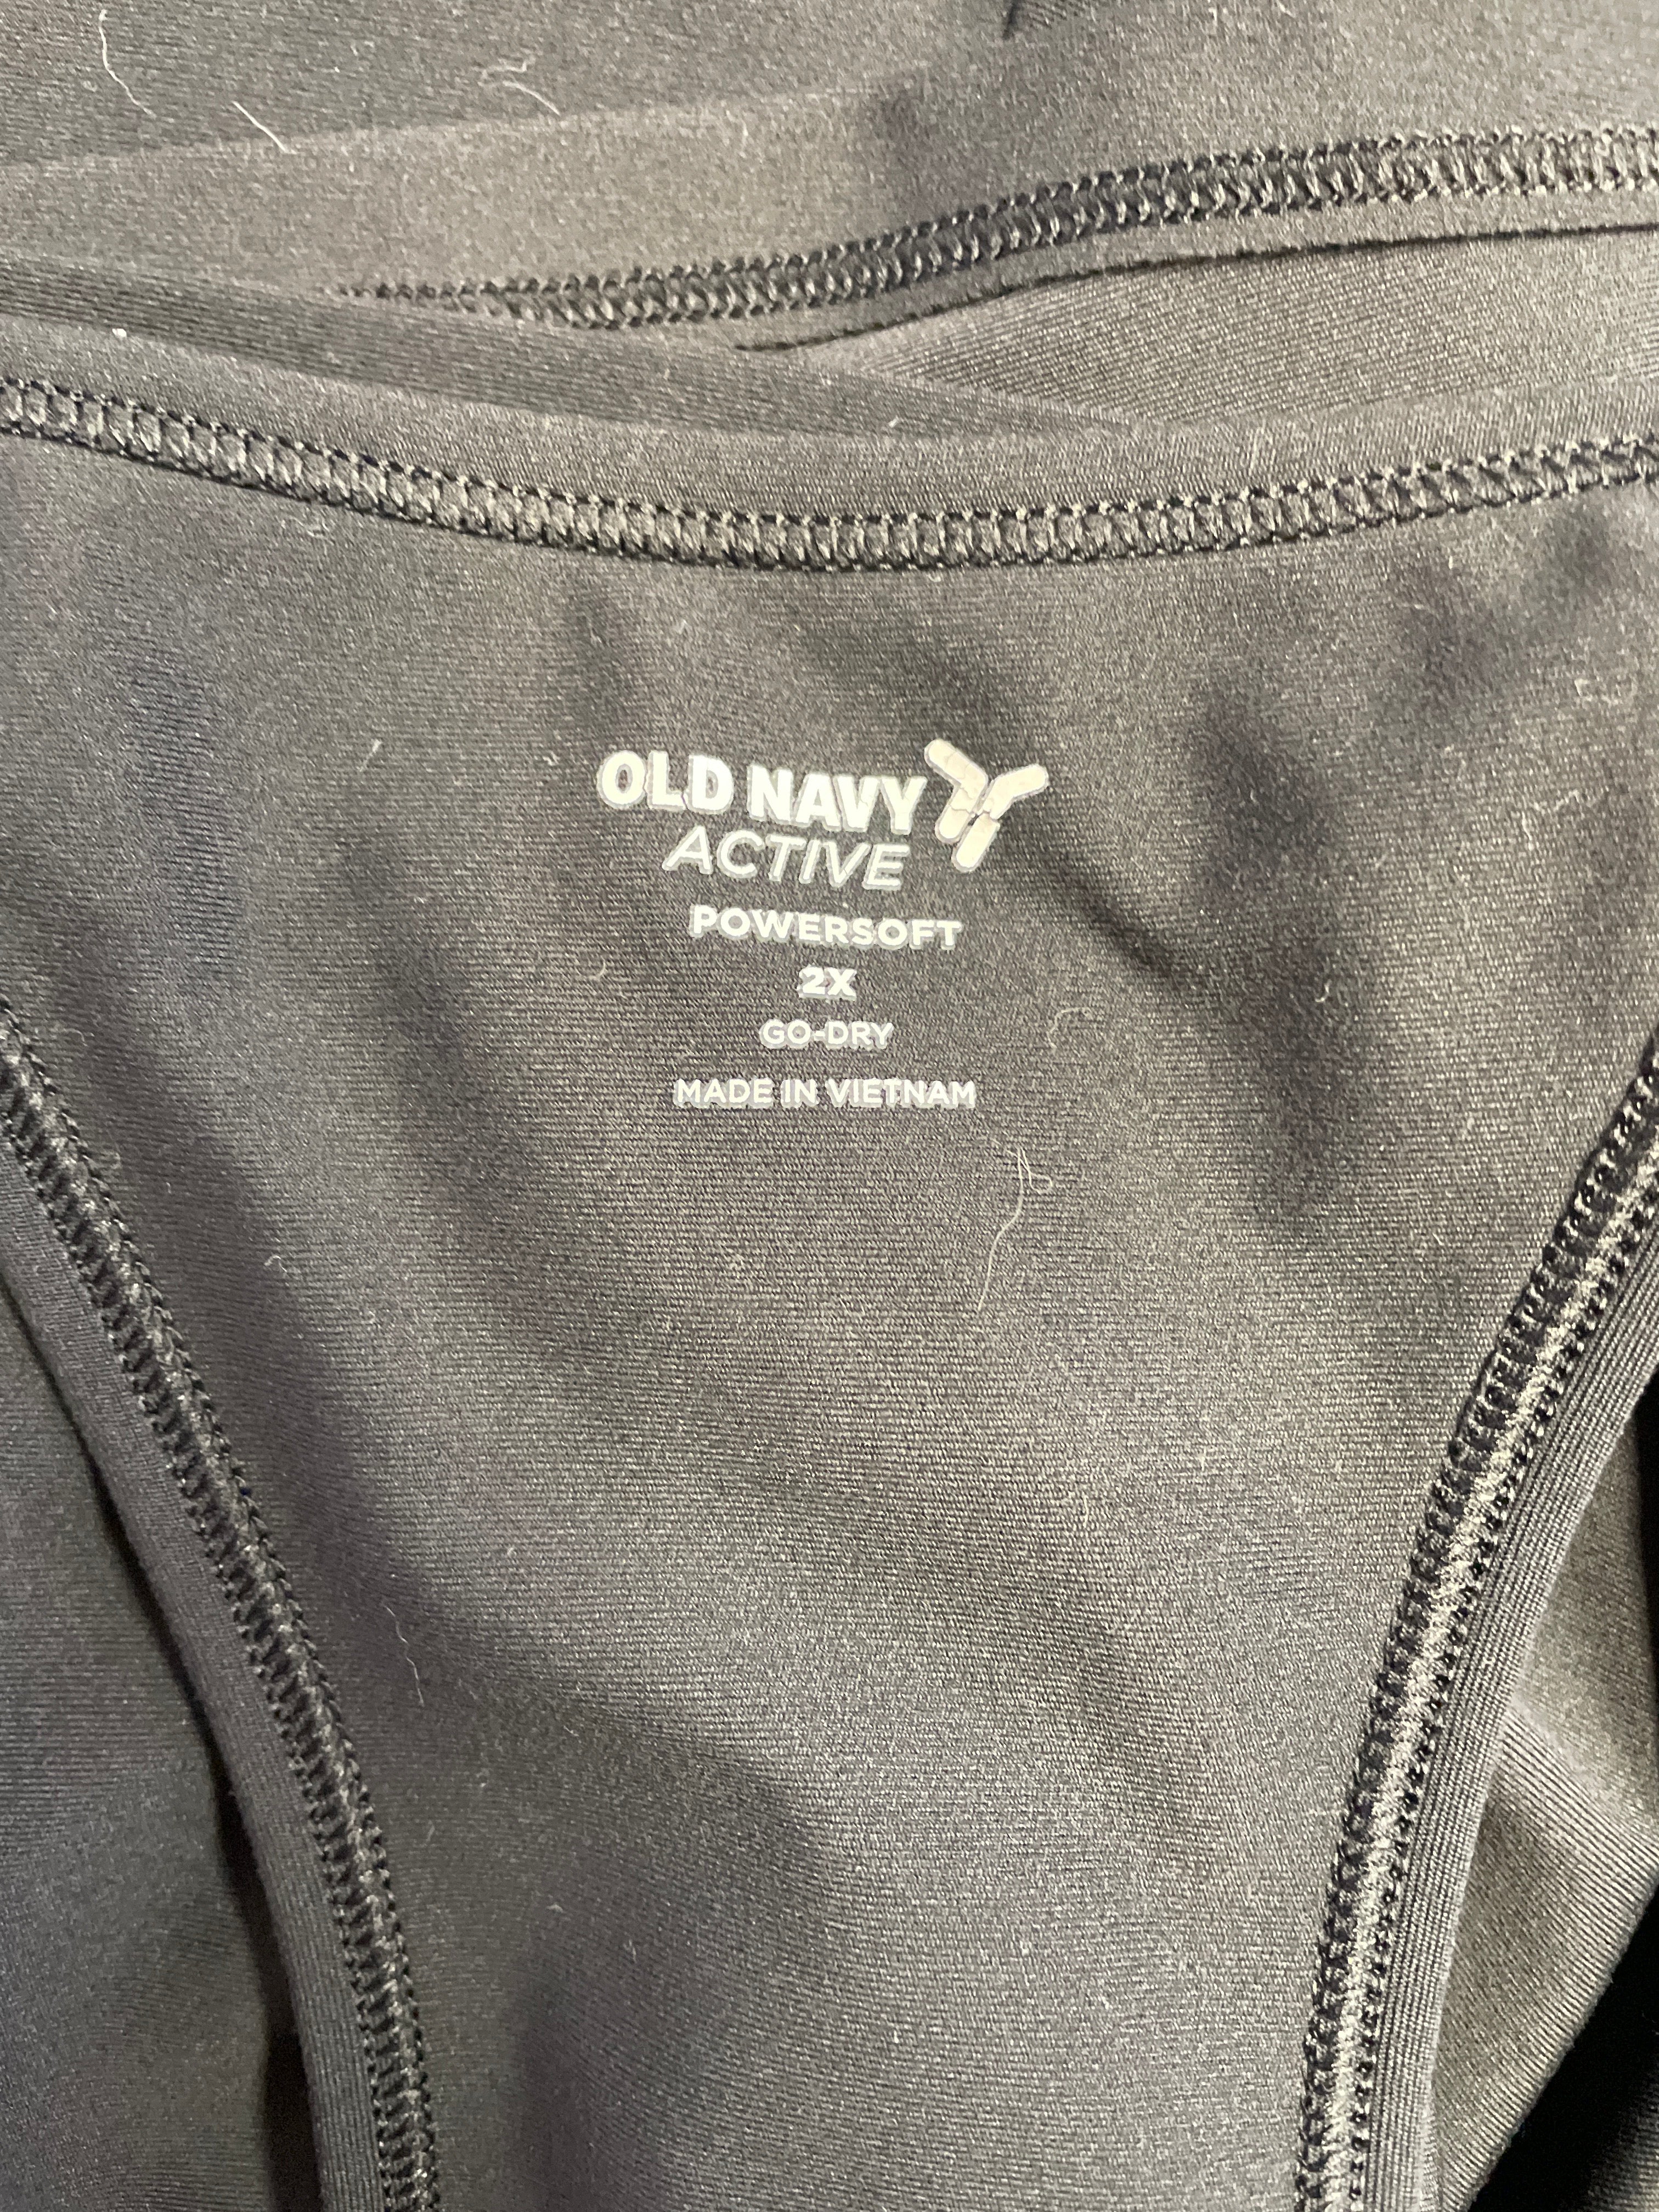 OLD NAVY
ACTIVE
POWERSOFT
2X
GO-DRY
MADE IN VIETNAM